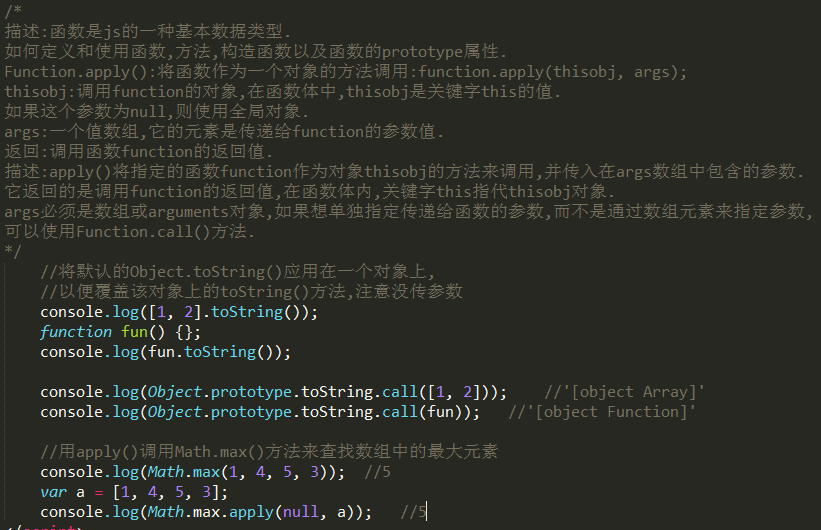 /*
描述:函数是js的一种基本数据类型.
如何定义和使用函数,方法,构造函数以及函数的prototype属性.
Function.apply():将函数作为一个对象的方法调用:function.apply(thisobj, args);
thisobj:调用function的对象,在函数体中,thisobj是关键字this的值.
如果这个参数为null,则使用全局对象.
args:一个值数组,它的元素是传递给function的参数值.
返回:调用函数function的返回值.
描述:apply()将指定的函数function作为对象thisobj的方法来调用,并传入在args数组中包含的参数.
它返回的是调用function的返回值,在函数体内,关键字this指代thisobj对象.
args必须是数组或arguments对象,如果想单独指定传递给函数的参数,而不是通过数组元素来指定参数,
可以使用Function.call()方法.
*/
//将默认的Object.toString()应用在一个对象上,
//以便覆盖该对象上的toString()方法,注意没传参数
console.log([1, 2].toString());
function fun() {};
console.log(fun.toString());
console.log(Object.prototype.toString.call([1, 2])); //'[object Array]'
console.log(Object.prototype.toString.call(fun)); //'[object Function]'
//用apply()调用Math.max()方法来查找数组中的最大元素
console.log(Math.max(1, 4, 5, 3)); //5
var a = [1, 4, 5, 3];
console.log(Math.max.apply(null, a)); //5